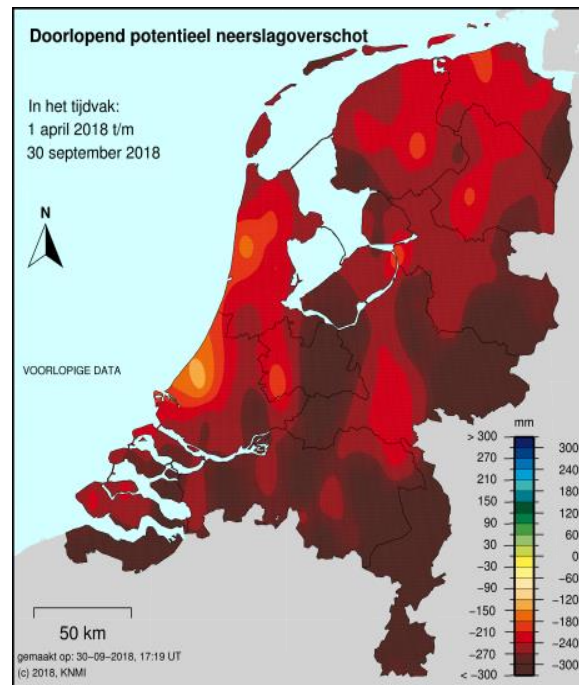 Doorlopend potentieel neerslagoverschot
In het tijdvak:
1 april 2018 t/m
30 september 2018
N
VOORLOPIGE DATA
mm
> 300
300
270
240
210
180
150
120
90
60
30
0
−30
−60
−90
−120
−150
−180
−210
−240
−270
−300
< −300
50 km
gemaakt op: 30−09−2018, 17:19 UT
(c) 2018, KNMI